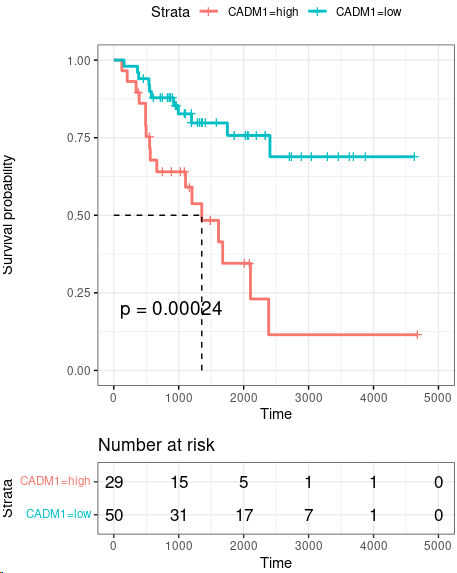 Strata CADM1=high CADM1=low
Survival probability
1.00
0.75
0.50
0.25
0.00
p = 0.00024
0 1000 2000 3000 4000 5000
Time
Number at risk
Strata
CADM1=high 29 15 5 1 1 0
CADM1=low 50 31 17 7 1 0
0 1000 2000 3000 4000 5000
Time